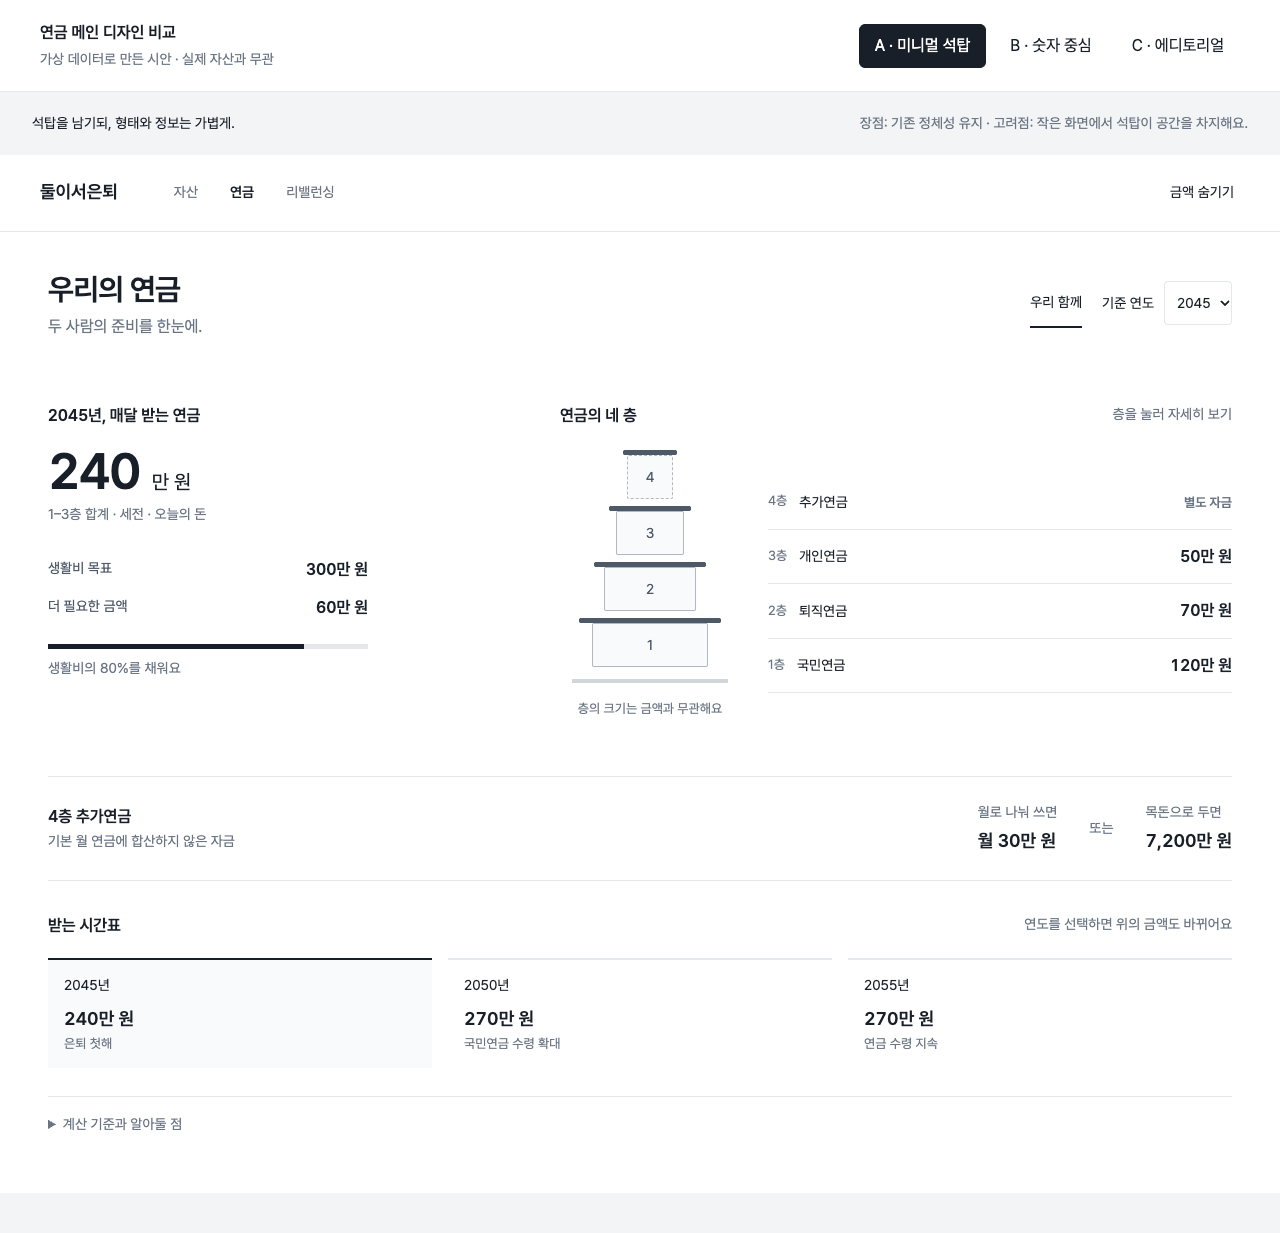 연금 메인 디자인 비교
가상 데이터로 만든 시안 · 실제 자산과 무관
A · 미니멀 석탑
B · 숫자 중심
C · 에디토리얼
석탑을 남기되, 형태와 정보는 가볍게.
장점: 기존 정체성 유지 · 고려점: 작은 화면에서 석탑이 공간을 차지해요.
둘이서은퇴
자산
연금
리밸런싱
금액 숨기기
우리의 연금
두 사람의 준비를 한눈에.
우리 함께
기준 연도
2045
2045년, 매달 받는 연금
240 만 원
1–3층 합계 · 세전 · 오늘의 돈
생활비 목표
300만 원
더 필요한 금액
60만 원
생활비의 80%를 채워요
연금의 네 층
층을 눌러 자세히 보기
4
3
2
1
층의 크기는 금액과 무관해요
4층 추가연금
별도 자금
3층 개인연금
50만 원
2층 퇴직연금
70만 원
1층 국민연금
120만 원
4층 추가연금
기본 월 연금에 합산하지 않은 자금
월로 나눠 쓰면
월 30만 원
또는
목돈으로 두면
7,200만 원
받는 시간표
연도를 선택하면 위의 금액도 바뀌어요
2045년
240만 원
은퇴 첫해
2050년
270만 원
국민연금 수령 확대
2055년
270만 원
연금 수령 지속
▶ 계산 기준과 알아둘 점